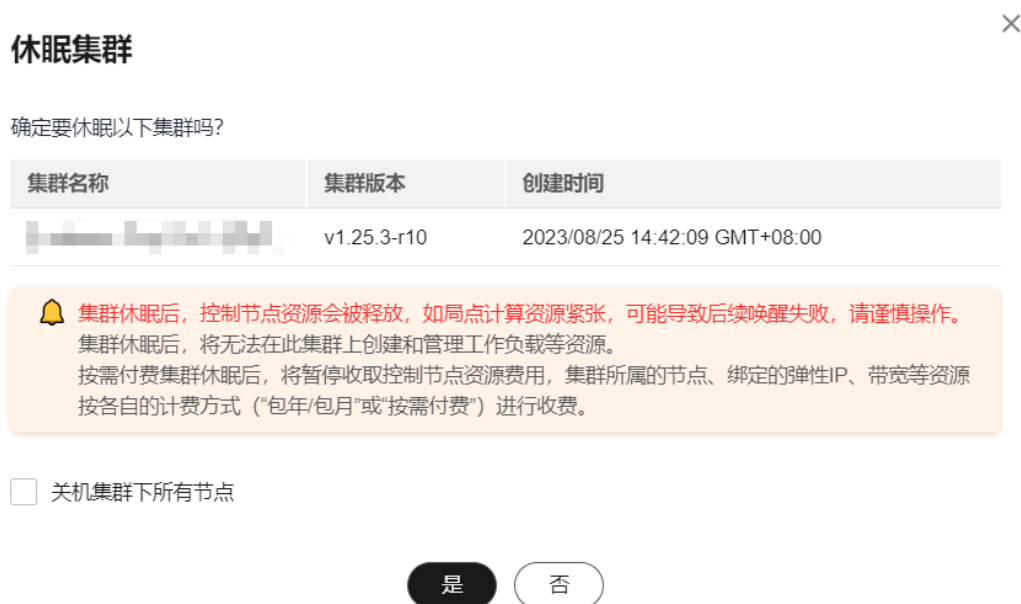 休眠集群
确定要休眠以下集群吗?
集群名称 集群版本 创建时间
v1.25.3-r10 2023/08/25 14:42:09 GMT+08:00
集群休眠后，控制节点资源会被释放，如局点计算资源紧张，可能导致后续唤醒失败，请谨慎操作。
集群休眠后，将无法在此集群上创建和管理工作负载等资源。
按需付费集群休眠后，将暂停收取控制节点资源费用，集群所属的节点、绑定的弹性IP、带宽等资源
按各自的计费方式（“包年/包月”或“按需付费”）进行收费。
关机集群下所有节点
是 否